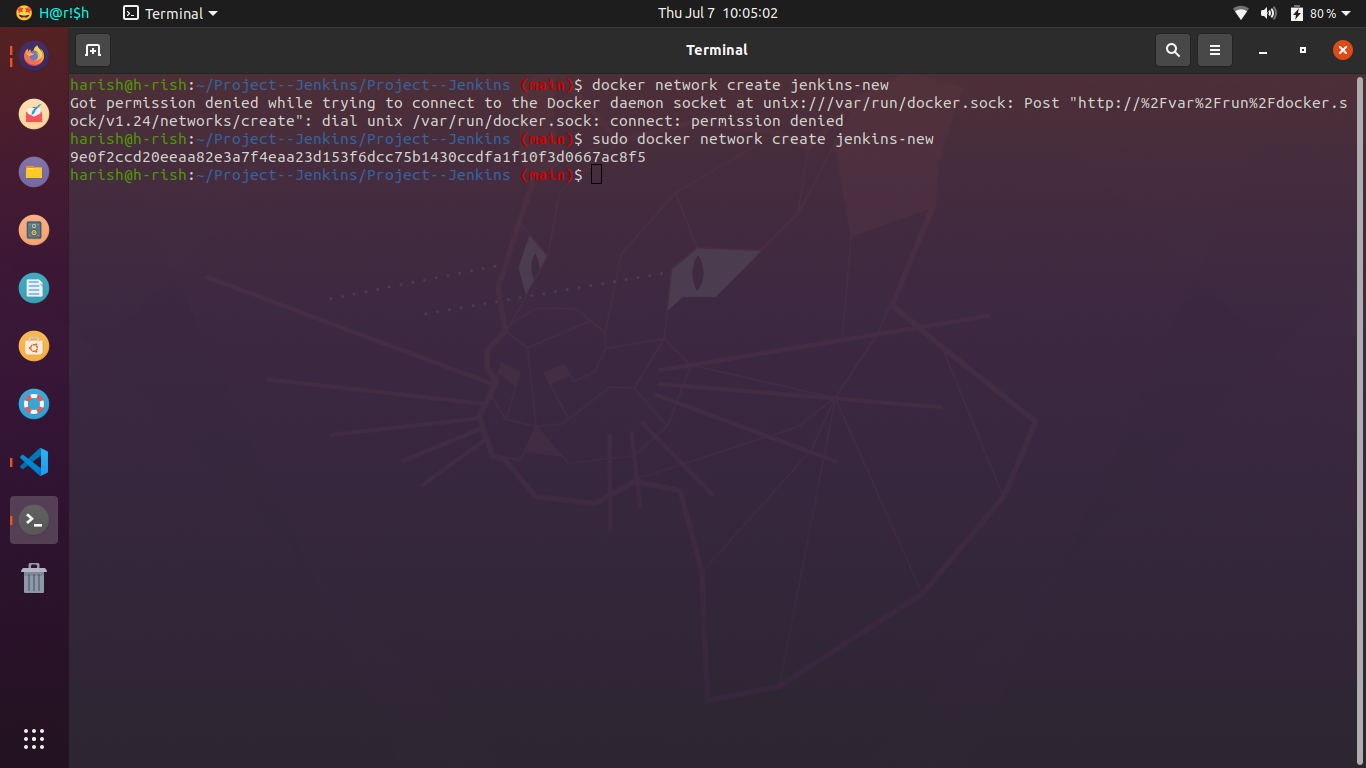 H@r!$h
Terminal
Thu Jul 7 10:05:02
80 %
Terminal
harish@h-rish:~/Project--Jenkins/Project--Jenkins (main)$ docker network create jenkins-new
Got permission denied while trying to connect to the Docker daemon socket at unix:///var/run/docker.sock: Post "http://%2Fvar%2Frun%2Fdocker.s
ock/v1.24/networks/create": dial unix /var/run/docker.sock: connect: permission denied
harish@h-rish:~/Project--Jenkins/Project--Jenkins (main)$ sudo docker network create jenkins-new
9e0f2ccd20eeaa82e3a7f4eaa23d153f6dcc75b1430ccdfa1f10f3d0667ac8f5
harish@h-rish:~/Project--Jenkins/Project--Jenkins (main)$